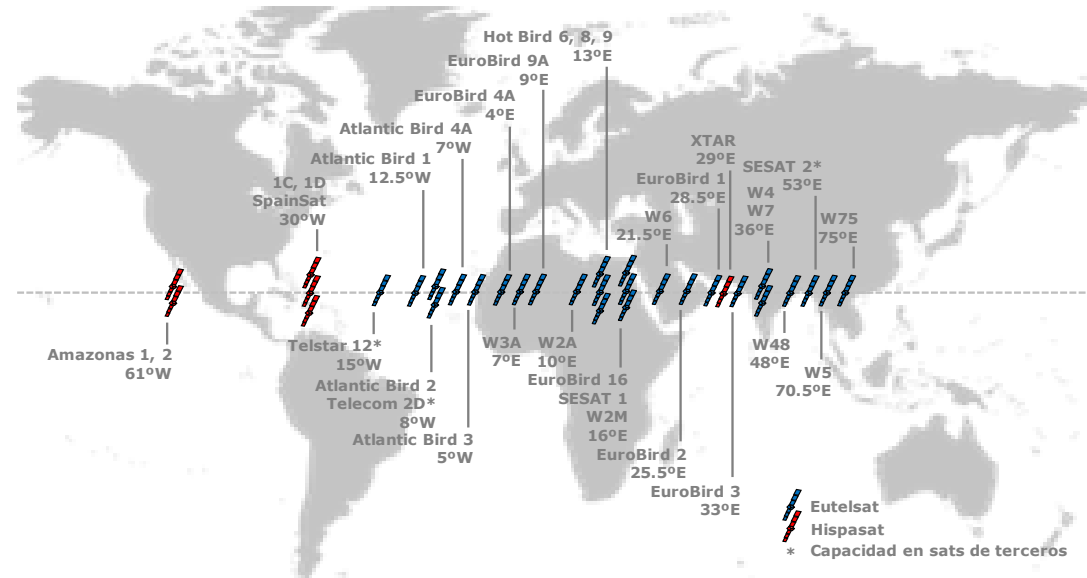 Hot Bird 6, 8, 9
13ºE
EuroBird 9A
9ºE
EuroBird 4A
4ºE
Atlantic Bird 4A
7ºW
Atlantic Bird 1
12.5ºW
1C, 1D
SpainSat
30ºW
XTAR
29ºE
EuroBird 1
28.5ºE
SESAT 2*
53ºE
W4
W7
36ºE
W6
21.5ºE
W75
75ºE
Amazonas 1, 2
61ºW
Telstar 12*
15ºW
Atlantic Bird 2
Telecom 2D*
8ºW
Atlantic Bird 3
5ºW
W3A
7ºE
W2A
10ºE
EuroBird 16
SESAT 1
W2M
16ºE
EuroBird 2
25.5ºE
EuroBird 3
33ºE
W48
48ºE
W5
70.5ºE
Eutelsat
Hispasat
* Capacidad en sats de terceros